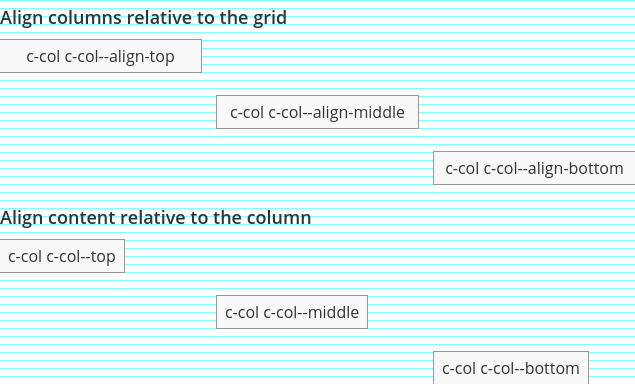 Align columns relative to the grid
c-col c-col--align-top
c-col c-col--align-middle
c-col c-col--align-bottom
Align content relative to the column
c-col c-col--top
c-col c-col--middle
c-col c-col--bottom